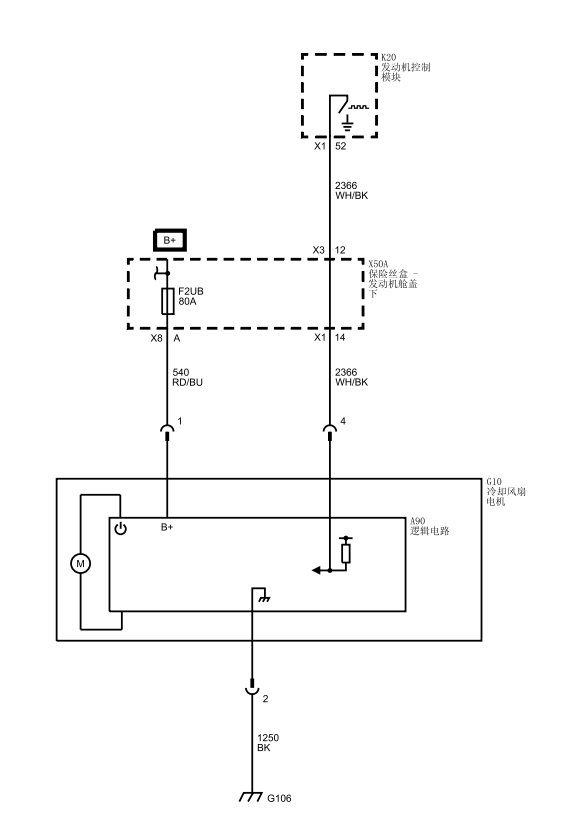 K20
发动机控制
模块
X1 52
2366
WH/BK
B+
X3 12
X50A
保险丝盒 -
发动机舱盖
下
F2UB
80A
X8 A
X1 14
540
RD/BU
2366
WH/BK
1
4
G10
冷却风扇
电机
A90
逻辑电路
B+
M
2
1250
BK
G106